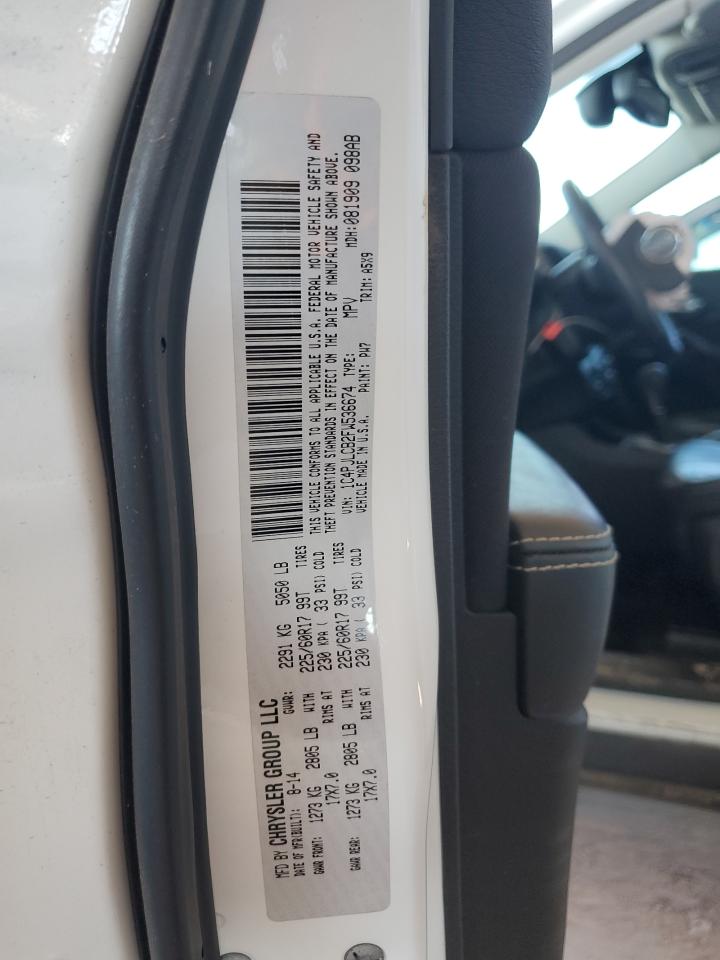 MFD BY CHRYSLER GROUP LLC
DATE OF MFR(BUILT): 8-14 GVWR: 2291 KG 5050 LB
GAWR FRONT: 1273 KG 2805 LB WITH 225/60R17 99T TIRES
17X7.0 RIMS AT 230 KPA ( 33 PSI) COLD
GAWR REAR: 1273 KG 2805 LB WITH 225/60R17 99T TIRES
17X7.0 RIMS AT 230 KPA ( 33 PSI) COLD
THIS VEHICLE CONFORMS TO ALL APPLICABLE U.S.A. FEDERAL MOTOR VEHICLE SAFETY AND
THEFT PREVENTION STANDARDS IN EFFECT ON THE DATE OF MANUFACTURE SHOWN ABOVE.
VIN: 1C4PJLCB2FW536674 TYPE: MPV MDH:081909 098AB
VEHICLE MADE IN U.S.A. PAINT: PW7 TRIM: A5X9